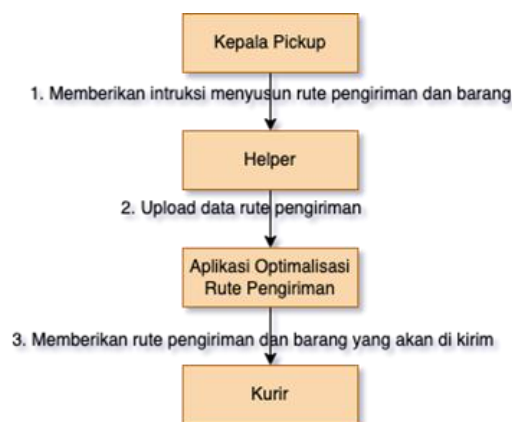 Kepala Pickup
1. Memberikan intruksi menyusun rute pengiriman dan barang
Helper
2. Upload data rute pengiriman
Aplikasi Optimalisasi
Rute Pengiriman
3. Memberikan rute pengiriman dan barang yang akan di kirim
Kurir